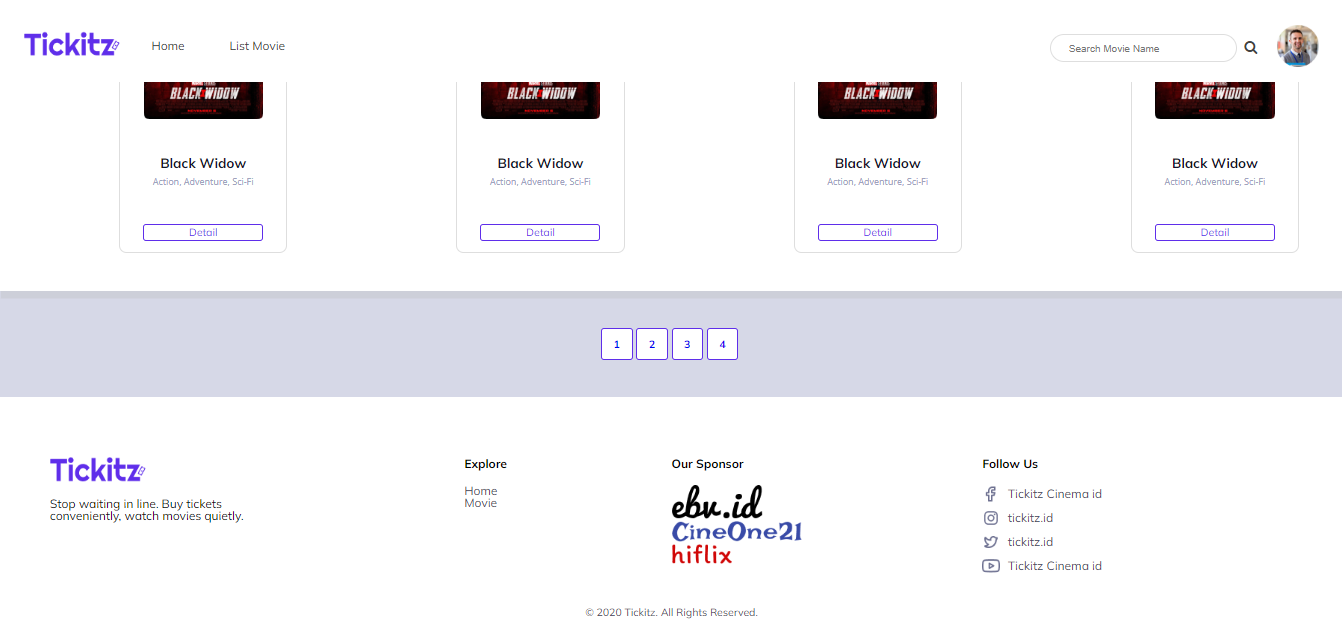 Tickitz
Home
List Movie
Search Movie Name
BLACK WIDOW
BLACK WIDOW
BLACK WIDOW
BLACK WIDOW
Black Widow
Black Widow
Black Widow
Black Widow
Action, Adventure, Sci-Fi
Action, Adventure, Sci-Fi
Action, Adventure, Sci-Fi
Action, Adventure, Sci-Fi
Detail
Detail
Detail
Detail
1
2
3
4
Tickitz
Stop waiting in line. Buy tickets
conveniently, watch movies quietly.
Explore
Home
Movie
Our Sponsor
ebv.id
CineOne21
hiflix
Follow Us
Tickitz Cinema id
tickitz.id
tickitz.id
Tickitz Cinema id
© 2020 Tickitz. All Rights Reserved.